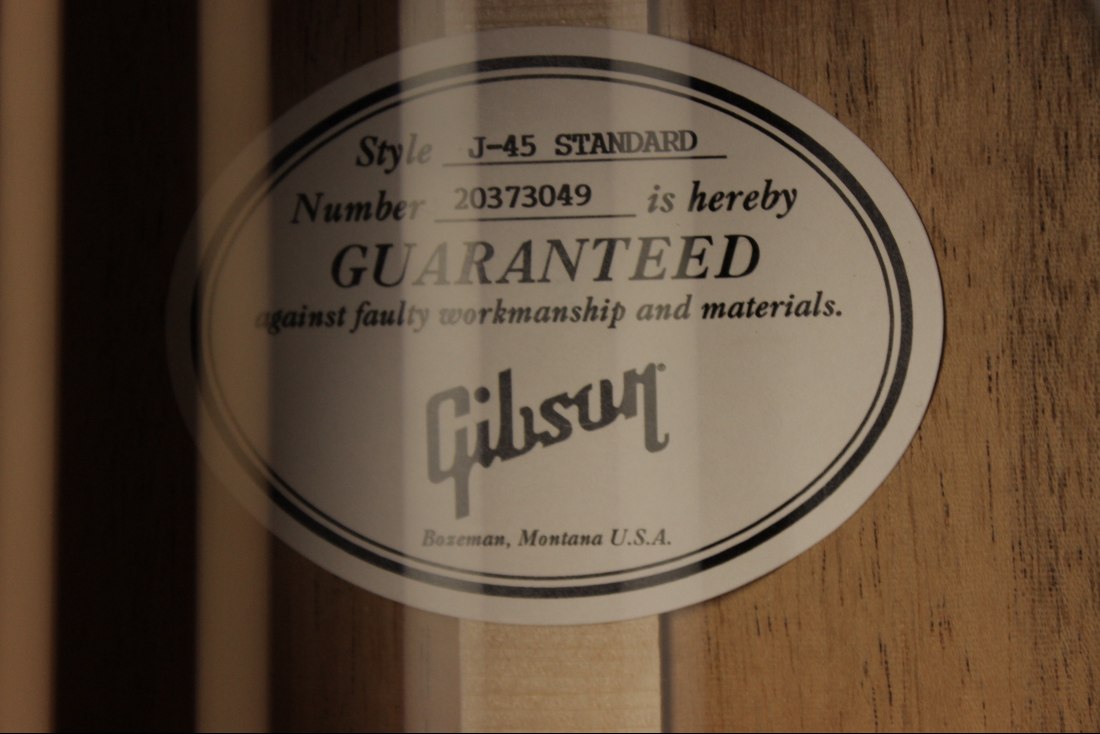 Style J-45 STANDARD
Number 20373049 is hereby
GUARANTEED
against faulty workmanship and materials.
Gibson
Bozeman, Montana U.S.A.